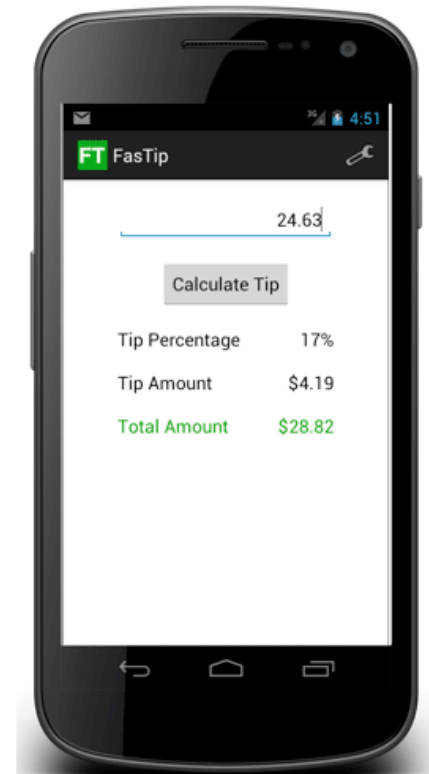 3G 4:51
FT FasTip
24.63
Calculate Tip
Tip Percentage 17%
Tip Amount $4.19
Total Amount $28.82